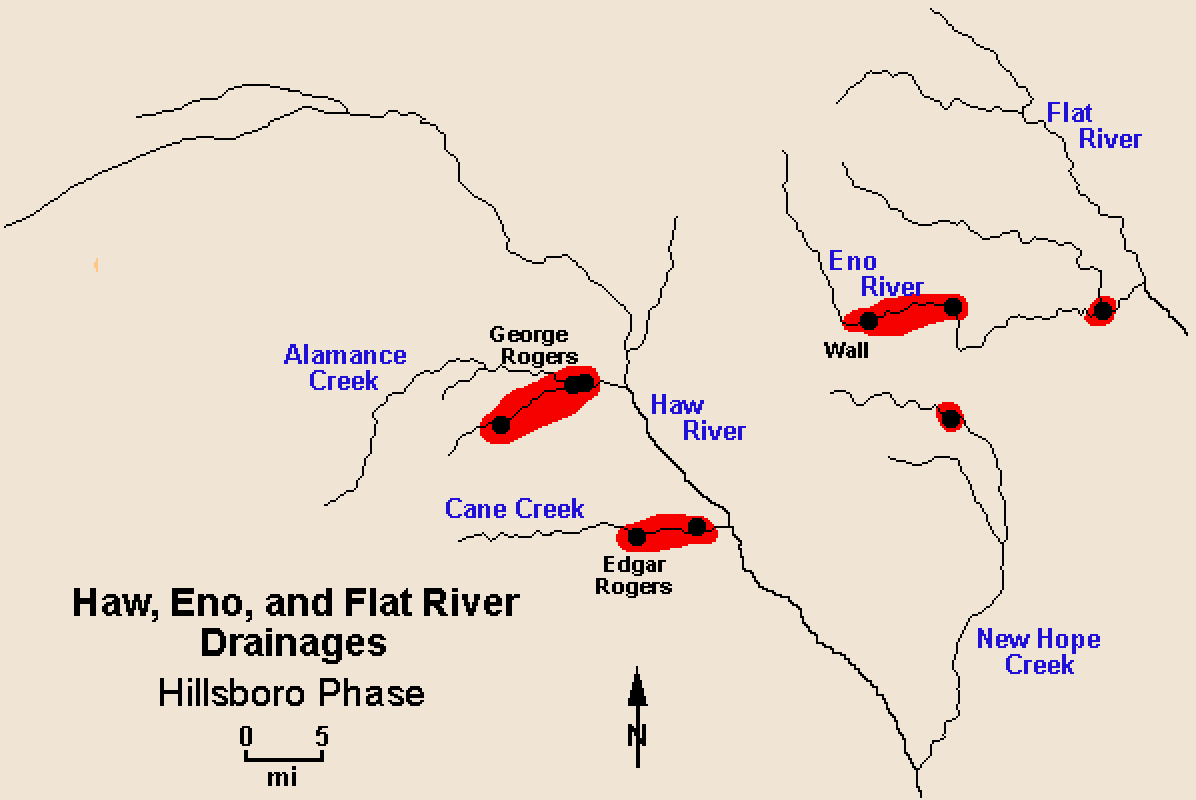 Flat
River
Eno
River
George
Rogers
Wall
Alamance
Creek
Haw
River
Cane Creek
Edgar
Rogers
Haw, Eno, and Flat River
Drainages
Hillsboro Phase
New Hope
Creek
0 5
mi
N